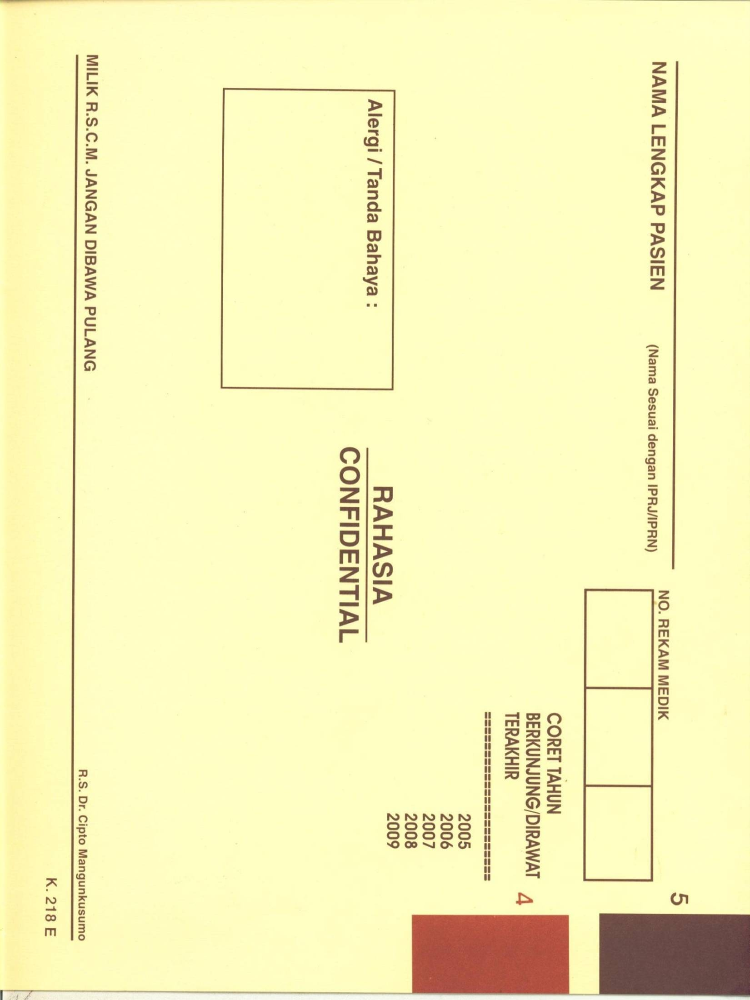 5
NAMA LENGKAP PASIEN (Nama Sesuai dengan IPRJ/IPRN)
NO. REKAM MEDIK
CORET TAHUN
BERKUNJUNG/DIRAWAT
TERAKHIR
4
=========================
2005
2006
2007
2008
2009
Alergi / Tanda Bahaya :
RAHASIA
CONFIDENTIAL
MILIK R.S.C.M. JANGAN DIBAWA PULANG
R.S. Dr. Cipto Mangunkusumo
K. 218 E